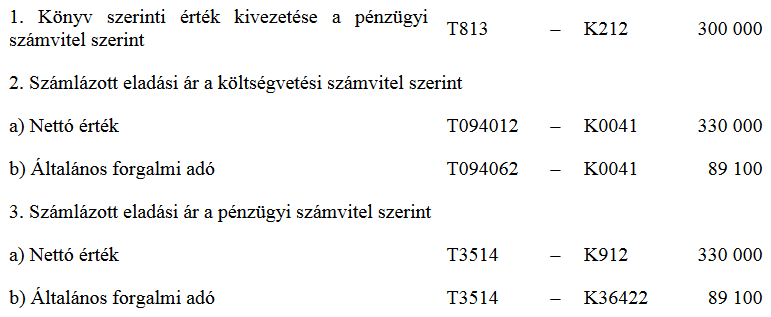 1. Könyv szerinti érték kivezetése a pénzügyi
számvitel szerint T813 – K212 300 000
2. Számlázott eladási ár a költségvetési számvitel szerint
a) Nettó érték T094012 – K0041 330 000
b) Általános forgalmi adó T094062 – K0041 89 100
3. Számlázott eladási ár a pénzügyi számvitel szerint
a) Nettó érték T3514 – K912 330 000
b) Általános forgalmi adó T3514 – K36422 89 100